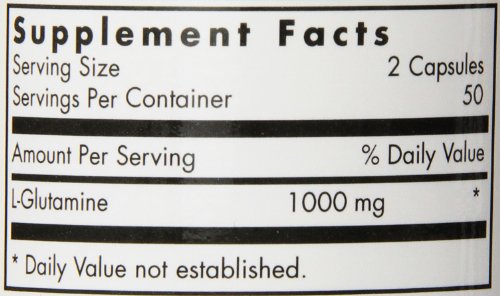 Supplement Facts
Serving Size 2 Capsules
Servings Per Container 50
Amount Per Serving % Daily Value
L-Glutamine 1000 mg *
* Daily Value not established.